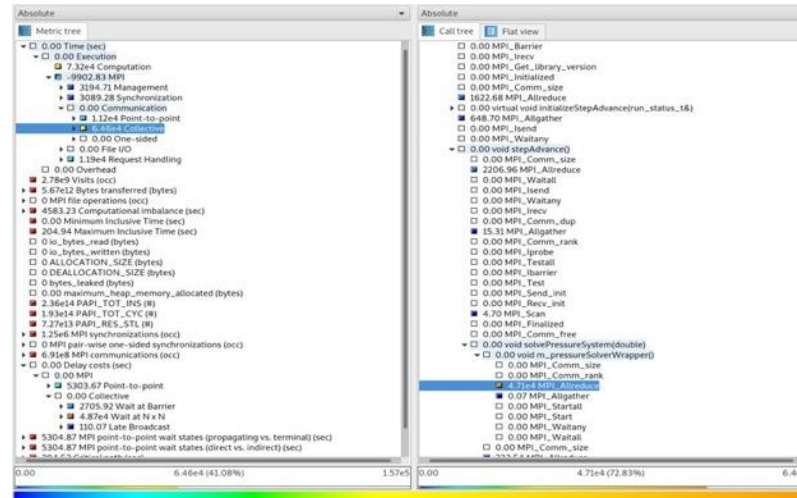 Absolute
Metric tree
0.00 Time (sec)
0.00 Execution
7.32e4 Computation
-9902.83 MPI
3194.71 Management
3089.28 Synchronization
0.00 Communication
1.12e4 Point-to-point
6.46e4 Collective
0.00 One-sided
0.00 File I/O
1.19e4 Request Handling
0.00 Overhead
2.78e9 Visits (occ)
5.67e12 Bytes transferred (bytes)
0 MPI file operations (occ)
4583.23 Computational imbalance (sec)
0.00 Minimum Inclusive Time (sec)
204.94 Maximum Inclusive Time (sec)
0 io_bytes_read (bytes)
0 io_bytes_written (bytes)
0 ALLOCATION_SIZE (bytes)
0 DEALLOCATION_SIZE (bytes)
0 bytes_leaked (bytes)
0.00 maximum_heap_memory_allocated (bytes)
2.36e14 PAPI_TOT_INS (#)
1.93e14 PAPI_TOT_CYC (#)
7.27e13 PAPI_RES_STL (#)
1.25e6 MPI synchronizations (occ)
0 MPI pair-wise one-sided synchronizations (occ)
6.91e8 MPI communications (occ)
0.00 Delay costs (sec)
0.00 MPI
5303.67 Point-to-point
0.00 Collective
2705.92 Wait at Barrier
4.87e4 Wait at N x N
110.07 Late Broadcast
5304.87 MPI point-to-point wait states (propagating vs. terminal) (sec)
5304.87 MPI point-to-point wait states (direct vs. indirect) (sec)
0.00 6.46e4 (41.08%) 1.57e5
Absolute
Call tree Flat view
0.00 MPI_Barrier
0.00 MPI_Irecv
0.00 MPI_Get_library_version
0.00 MPI_Initialized
0.00 MPI_Comm_size
1622.68 MPI_Allreduce
0.00 virtual void initializeStepAdvance(run_status_t&)
648.70 MPI_Allgather
0.00 MPI_Isend
0.00 MPI_Waitany
0.00 void stepAdvance()
0.00 MPI_Comm_size
2206.96 MPI_Allreduce
0.00 MPI_Waitall
0.00 MPI_Isend
0.00 MPI_Waitany
0.00 MPI_Irecv
0.00 MPI_Comm_dup
15.31 MPI_Allgather
0.00 MPI_Comm_rank
0.00 MPI_Iprobe
0.00 MPI_Testall
0.00 MPI_Ibarrier
0.00 MPI_Test
0.00 MPI_Send_init
0.00 MPI_Recv_init
4.70 MPI_Scan
0.00 MPI_Finalized
0.00 MPI_Comm_free
0.00 void solvePressureSystem(double)
0.00 void m_pressureSolverWrapper()
0.00 MPI_Comm_size
0.00 MPI_Comm_rank
4.71e4 MPI_Allreduce
0.07 MPI_Allgather
0.00 MPI_Startall
0.00 MPI_Start
0.00 MPI_Waitany
0.00 MPI_Waitall
0.00 MPI_Comm_size
0.00 4.71e4 (72.83%)